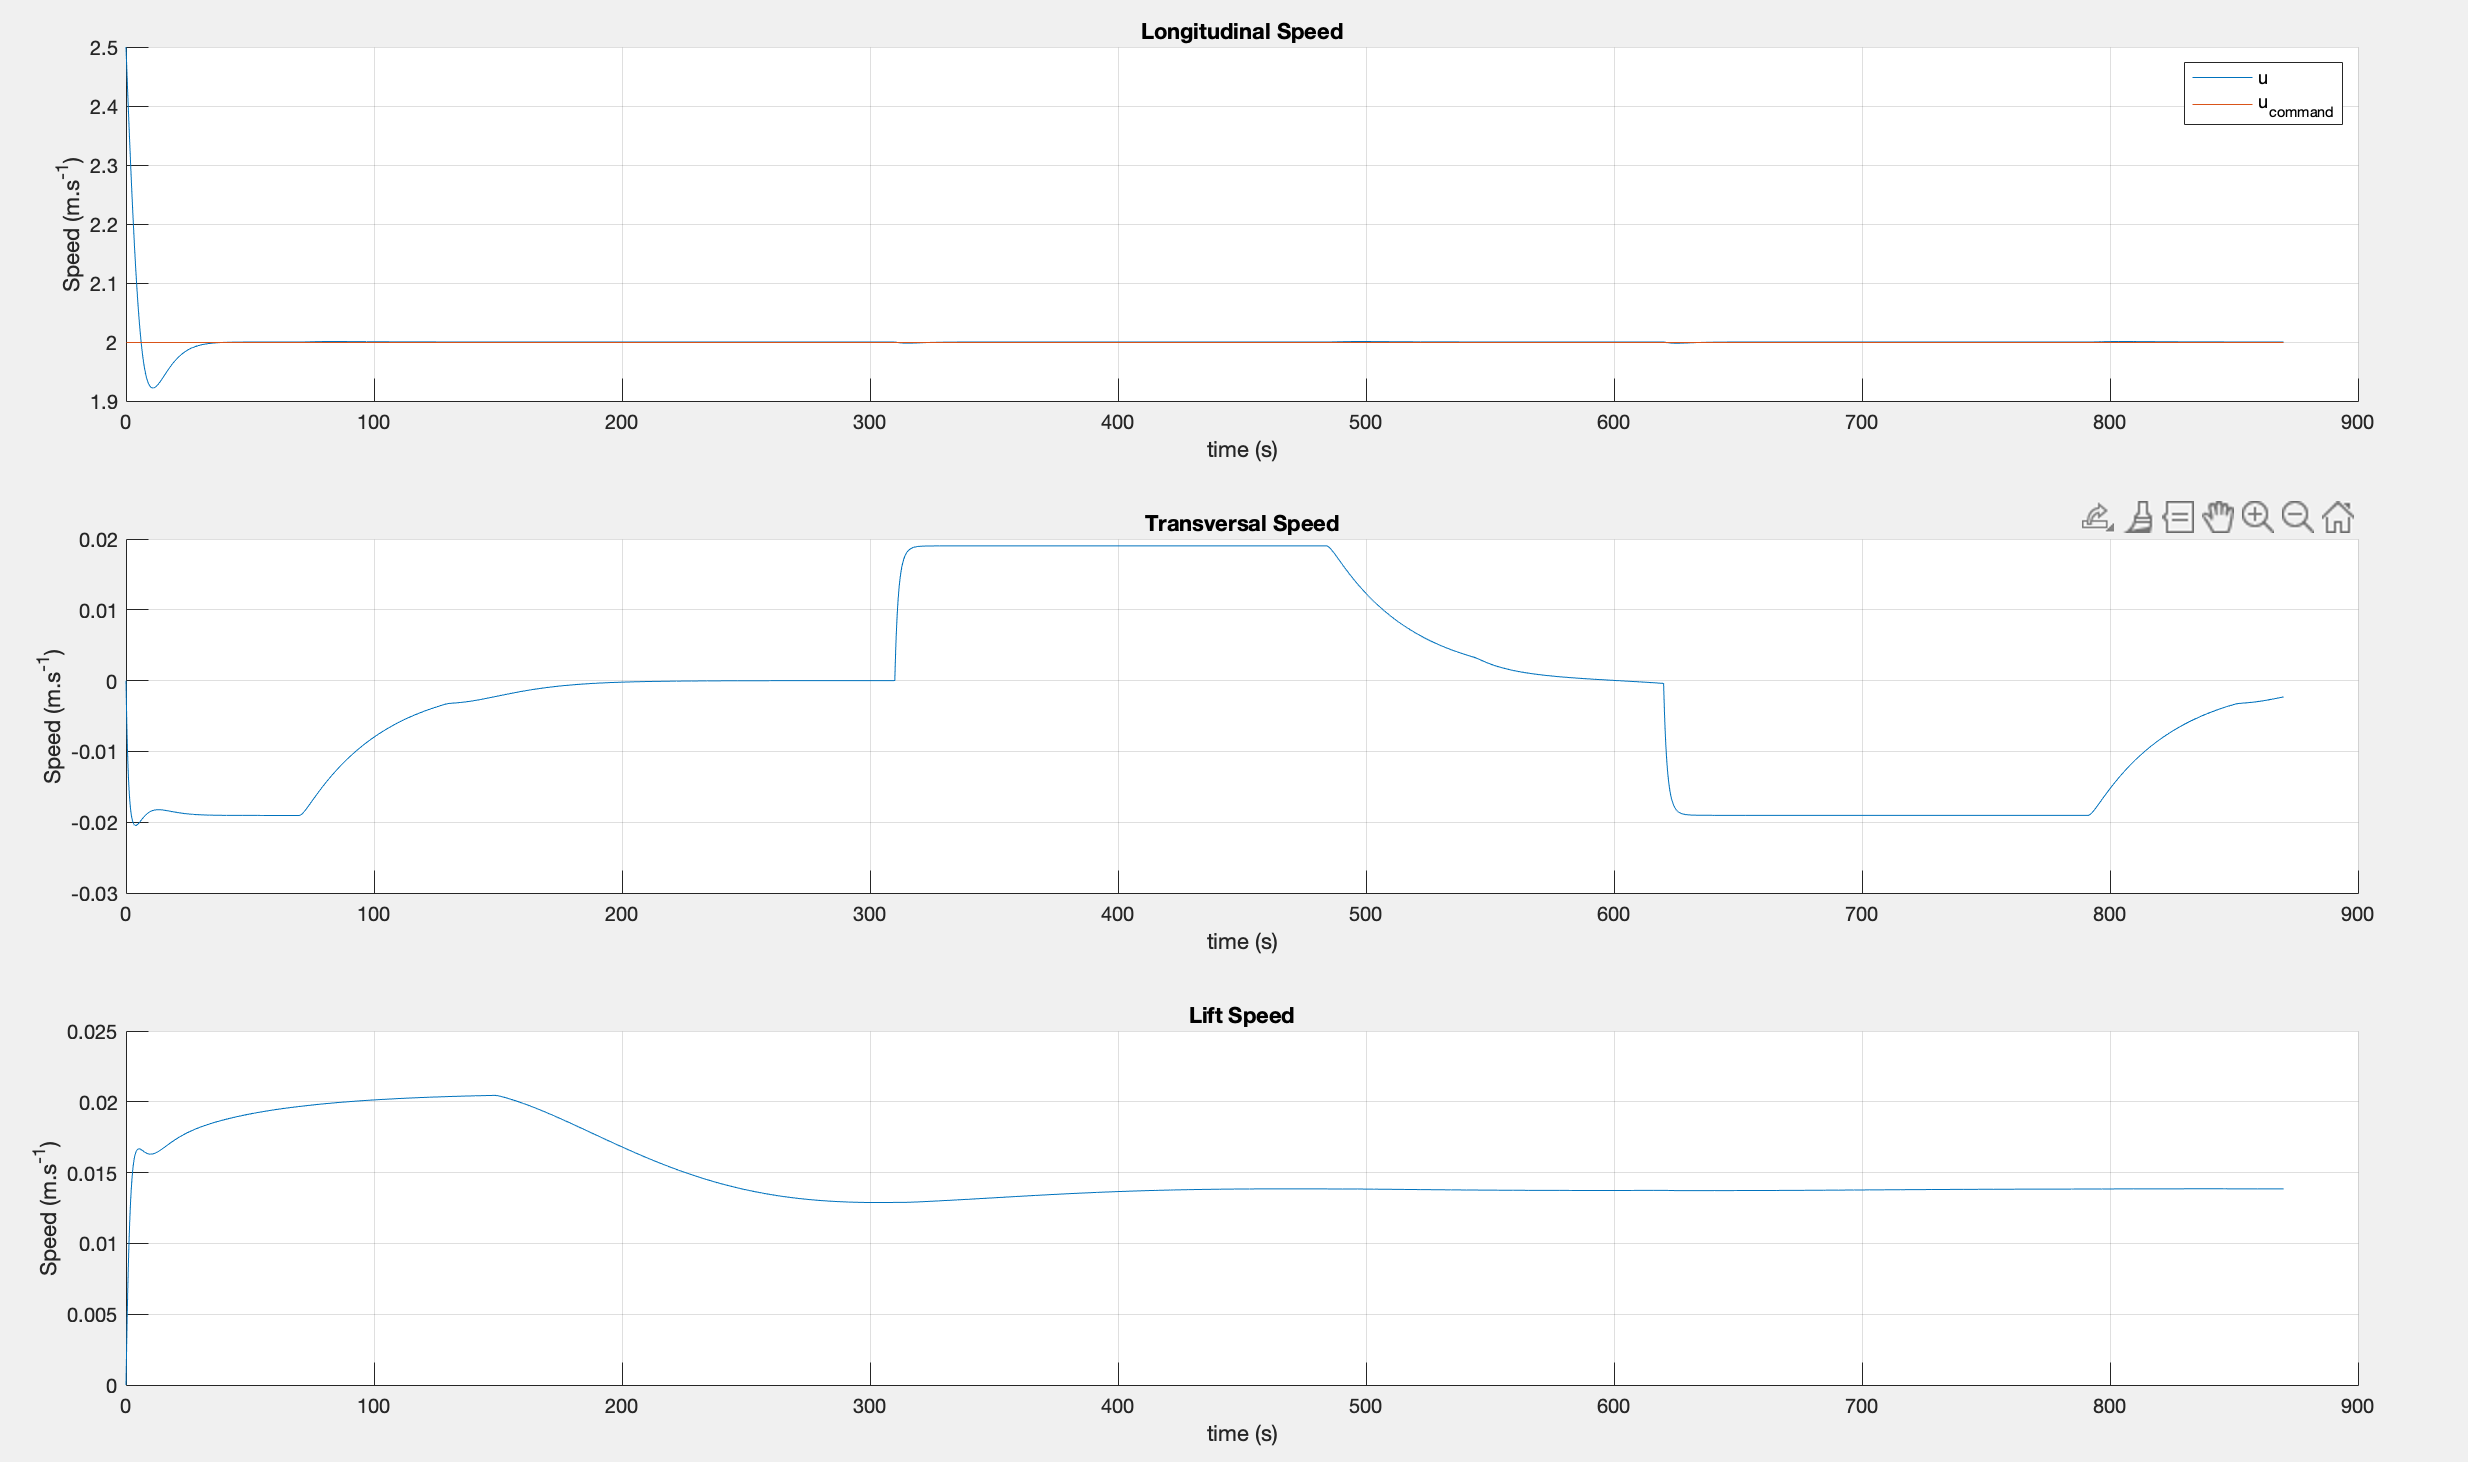 Longitudinal Speed
2.5
2.4
2.3
2.2
2.1
2
1.9
Speed (m.s-1)
u
ucommand
0 100 200 300 400 500 600 700 800 900
time (s)
Transversal Speed
0.02
0.01
0
-0.01
-0.02
-0.03
Speed (m.s-1)
0 100 200 300 400 500 600 700 800 900
time (s)
Lift Speed
0.025
0.02
0.015
0.01
0.005
0
Speed (m.s-1)
0 100 200 300 400 500 600 700 800 900
time (s)